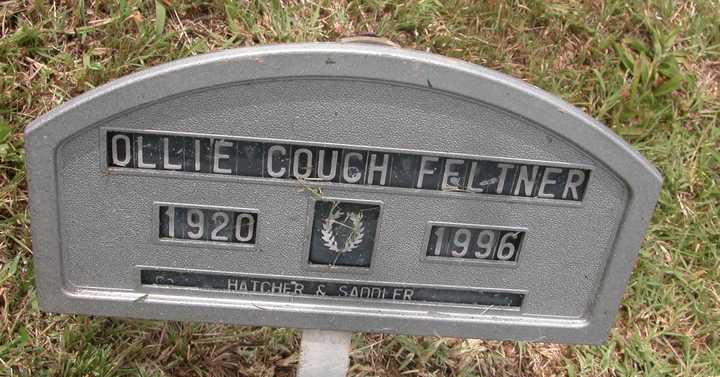 OLLIE COUCH FELTNER
1920 1996
HATCHER & SADDLER